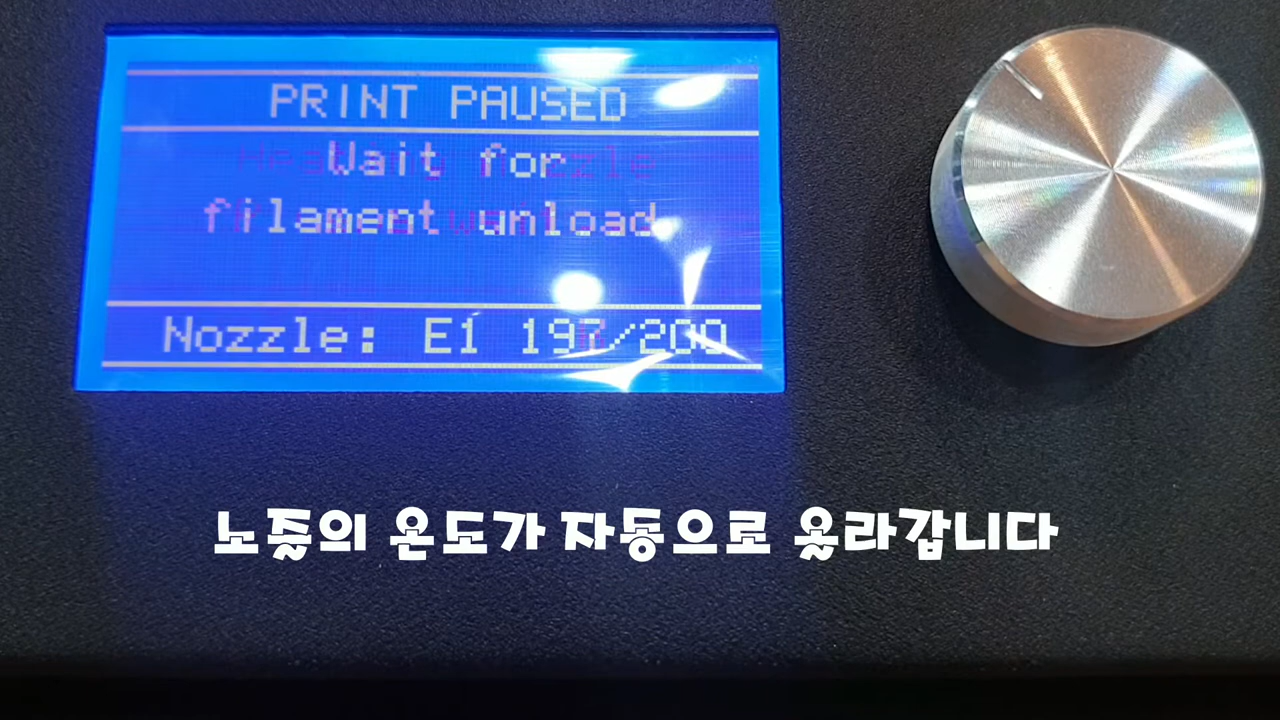 PRINT PAUSED
Wait for
filament unload
Nozzle: E1 197/200
노즐의 온도가 자동으로 올라갑니다